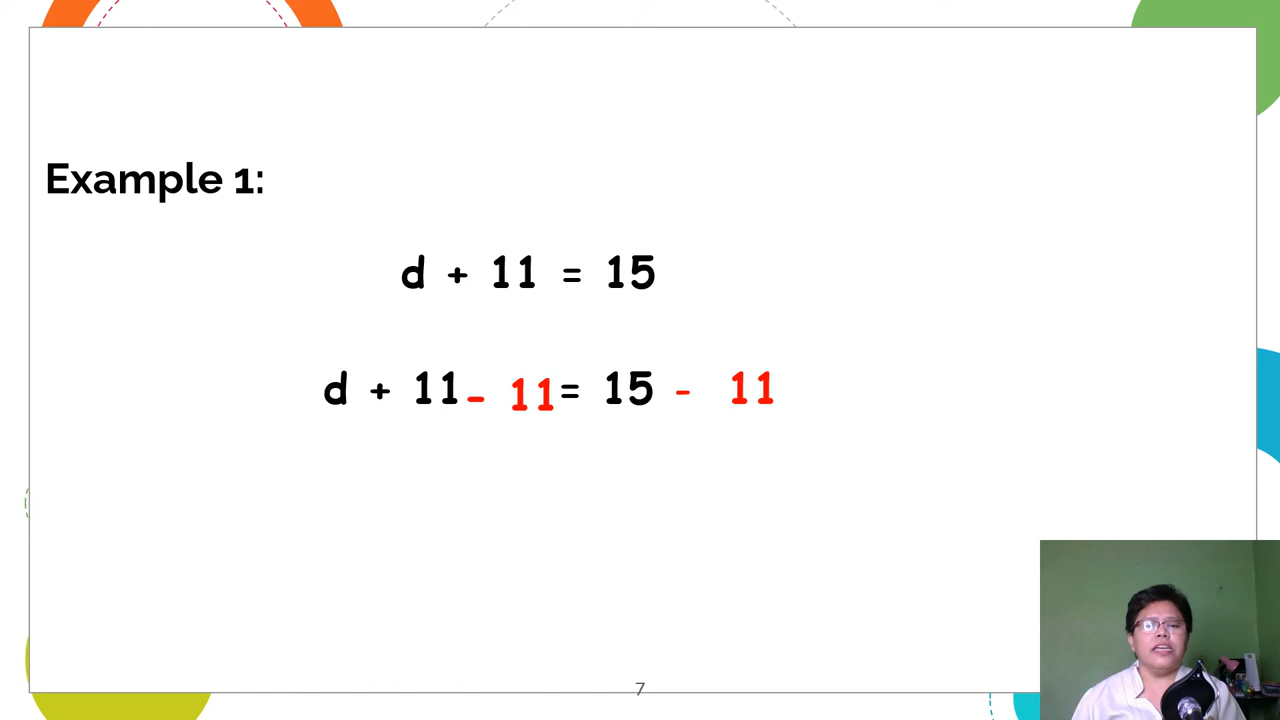 Example 1:
d + 11 = 15
d + 11 - 11 = 15 - 11
7